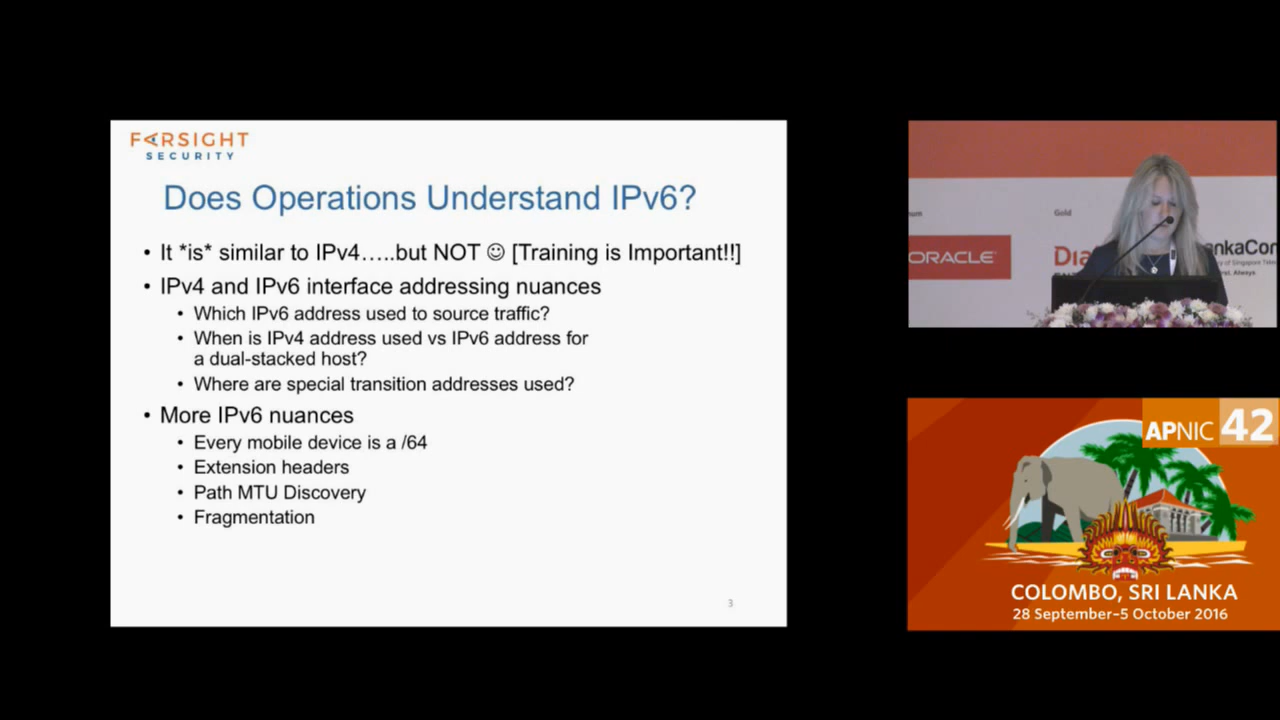 FARSIGHT
SECURITY
Does Operations Understand IPv6?
• It *is* similar to IPv4…..but NOT ☺ [Training is Important!!]
• IPv4 and IPv6 interface addressing nuances
• Which IPv6 address used to source traffic?
• When is IPv4 address used vs IPv6 address for
a dual-stacked host?
• Where are special transition addresses used?
• More IPv6 nuances
• Every mobile device is a /64
• Extension headers
• Path MTU Discovery
• Fragmentation
3
Gold
ORACLE
Dia
ankaCom
APNIC 42
COLOMBO, SRI LANKA
28 September–5 October 2016